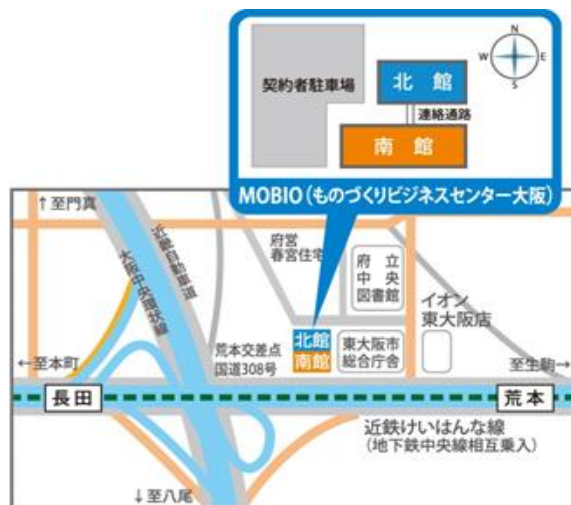 N
W
E
S
契約者駐車場
北館
連絡通路
南館
MOBIO（ものづくりビジネスセンター大阪）
↑至門真
近畿自動車道
大阪中央環状線
府営
春宮住宅
府立
中央
図書館
イオン
東大阪店
荒本交差点
国道308号
北館
南館
東大阪市
総合庁舎
←至本町
至生駒→
長田
荒本
近鉄けいはんな線
（地下鉄中央線相互乗入）
↓至八尾